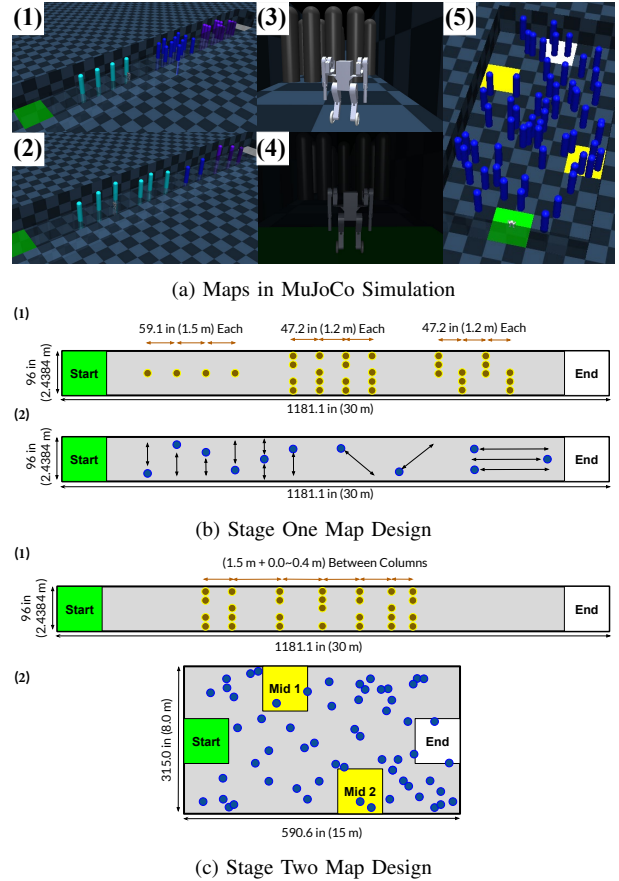 (1)
(3)
(5)
(2)
(4)
(a) Maps in MuJoCo Simulation
(1)
59.1 in (1.5 m) Each
47.2 in (1.2 m) Each
47.2 in (1.2 m) Each
96 in
(2.4384 m)
Start
End
1181.1 in (30 m)
(2)
96 in
(2.4384 m)
Start
End
1181.1 in (30 m)
(b) Stage One Map Design
(1)
(1.5 m + 0.0~0.4 m) Between Columns
96 in
(2.4384 m)
Start
End
1181.1 in (30 m)
(2)
315.0 in (8.0 m)
Mid 1
Start
End
Mid 2
590.6 in (15 m)
(c) Stage Two Map Design